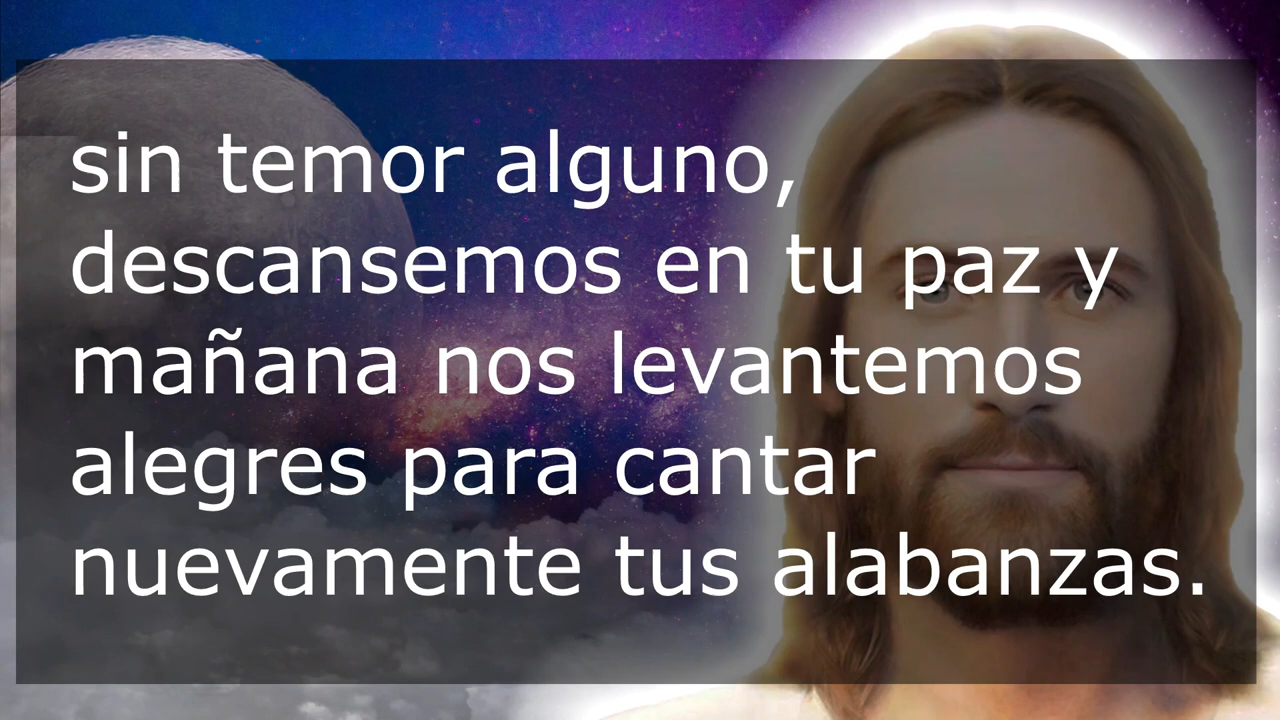 sin temor alguno,
descansemos en tu paz y
mañana nos levantemos
alegres para cantar
nuevamente tus alabanzas.